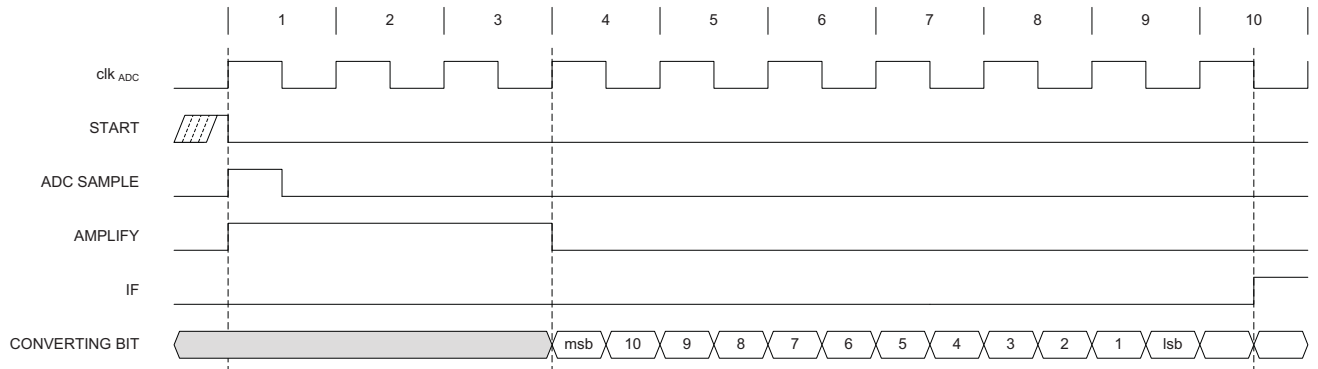 1 2 3 4 5 6 7 8 9 10
clk ADC
START
ADC SAMPLE
AMPLIFY
IF
CONVERTING BIT msb 10 9 8 7 6 5 4 3 2 1 lsb